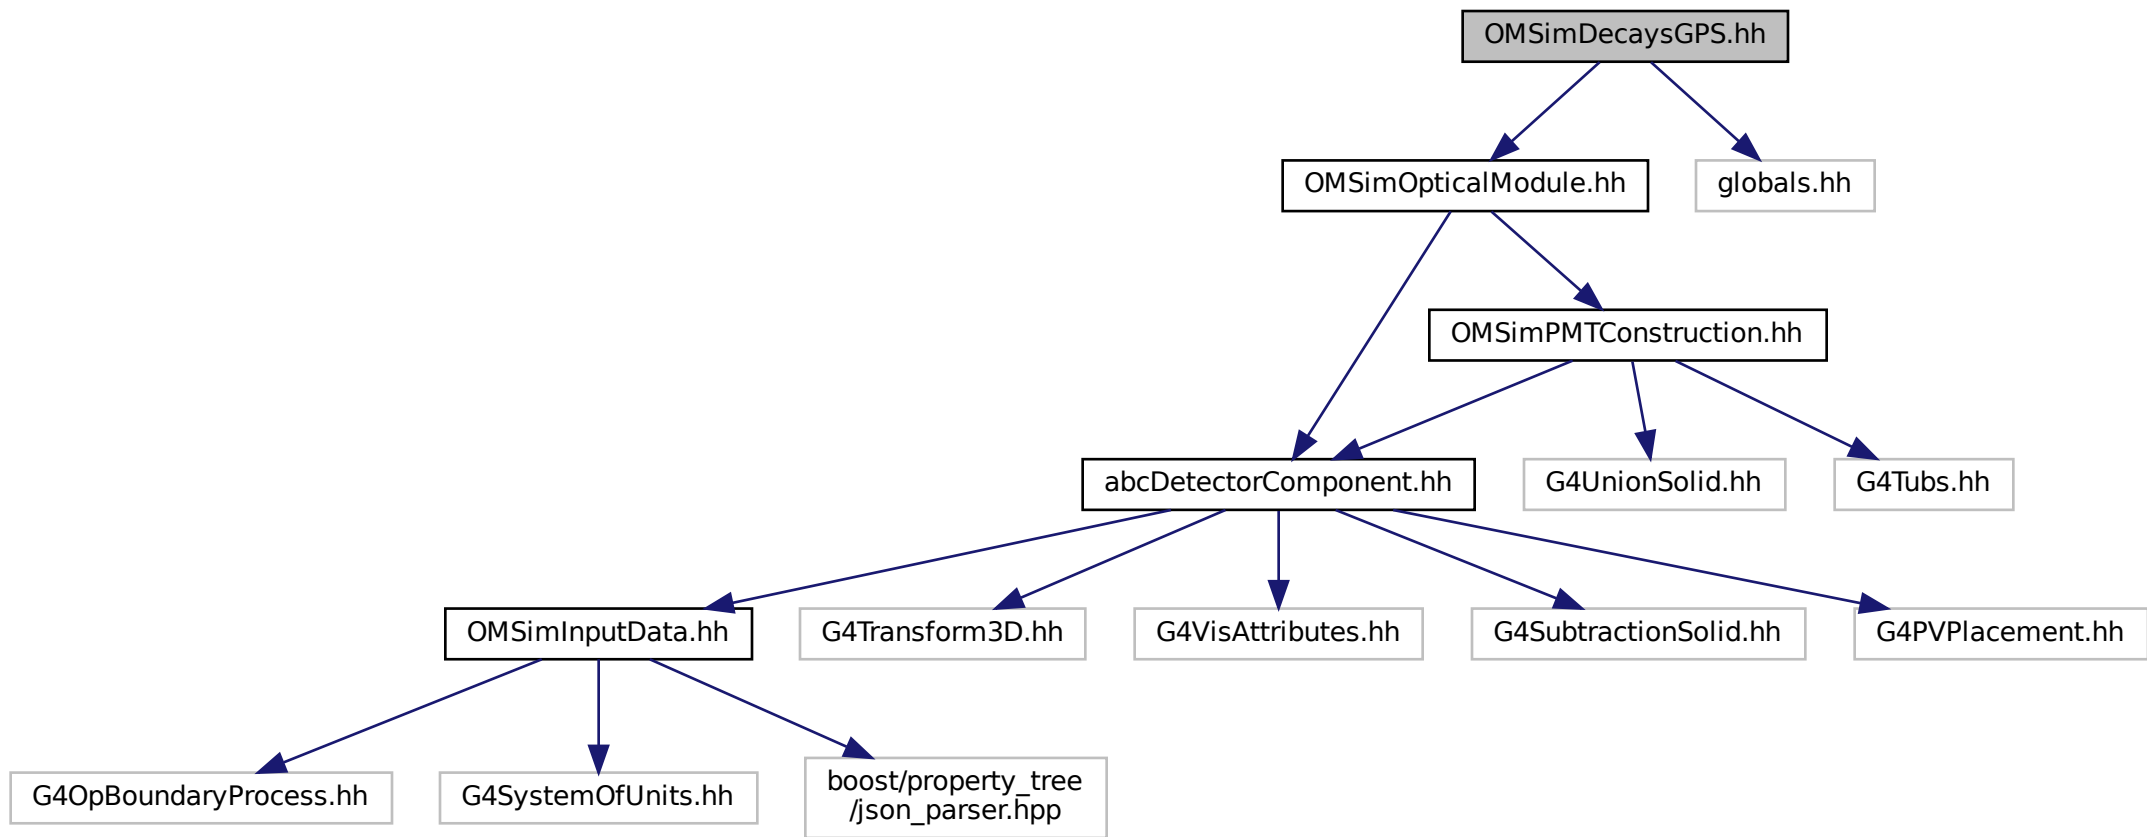 OMSimDecaysGPS.hh
OMSimOpticalModule.hh
globals.hh
OMSimPMTConstruction.hh
abcDetectorComponent.hh
G4UnionSolid.hh
G4Tubs.hh
OMSimInputData.hh
G4Transform3D.hh
G4VisAttributes.hh
G4SubtractionSolid.hh
G4PVPlacement.hh
G4OpBoundaryProcess.hh
G4SystemOfUnits.hh
boost/property_tree
/json_parser.hpp